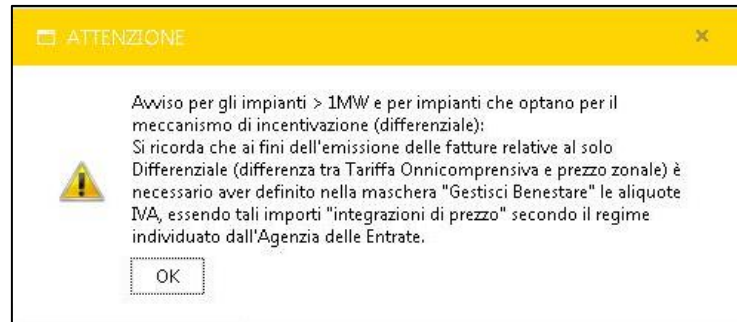 ATTENZIONE
Avviso per gli impianti > 1MW e per impianti che optano per il
meccanismo di incentivazione (differenziale):
Si ricorda che ai fini dell'emissione delle fatture relative al solo
Differenziale (differenza tra Tariffa Onnicomprensiva e prezzo zonale) è
necessario aver definito nella maschera "Gestisci Benestare" le aliquote
IVA, essendo tali importi "integrazioni di prezzo" secondo il regime
individuato dall'Agenzia delle Entrate.
OK